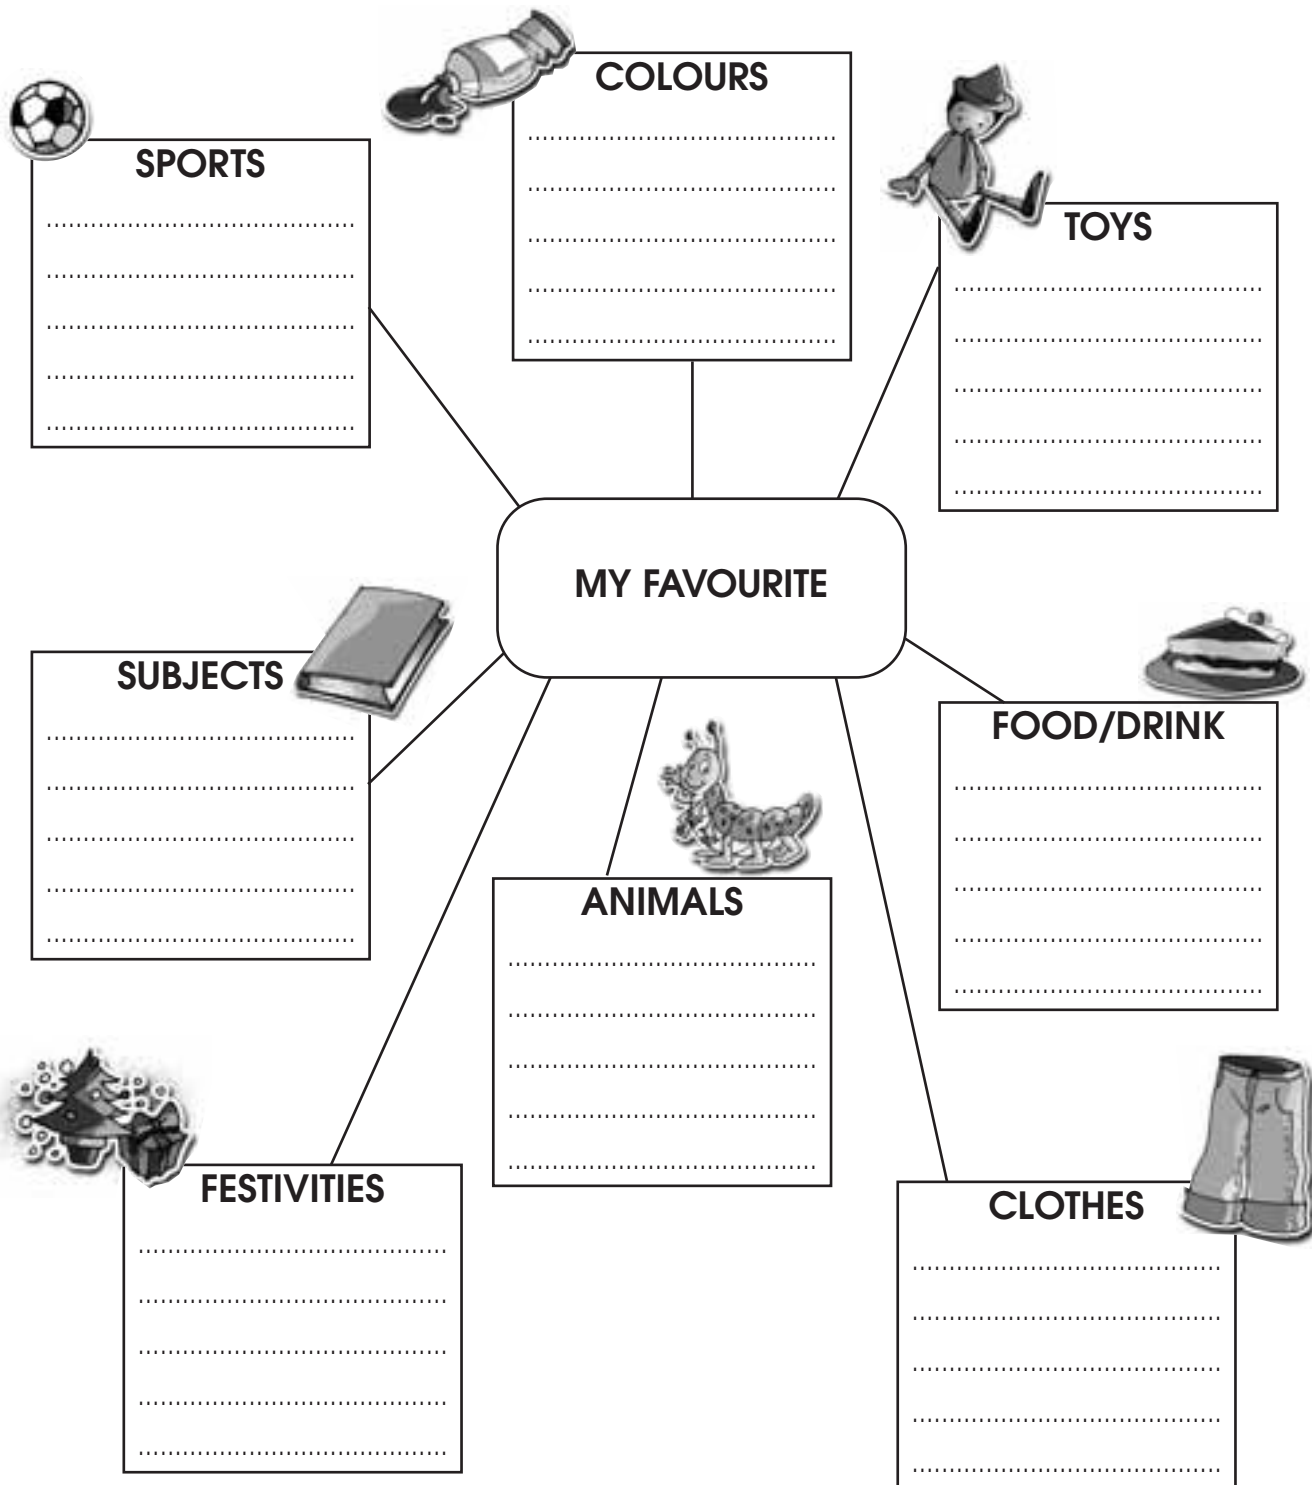 COLOURS
SPORTS
TOYS
MY FAVOURITE
SUBJECTS
FOOD/DRINK
ANIMALS
FESTIVITIES
CLOTHES